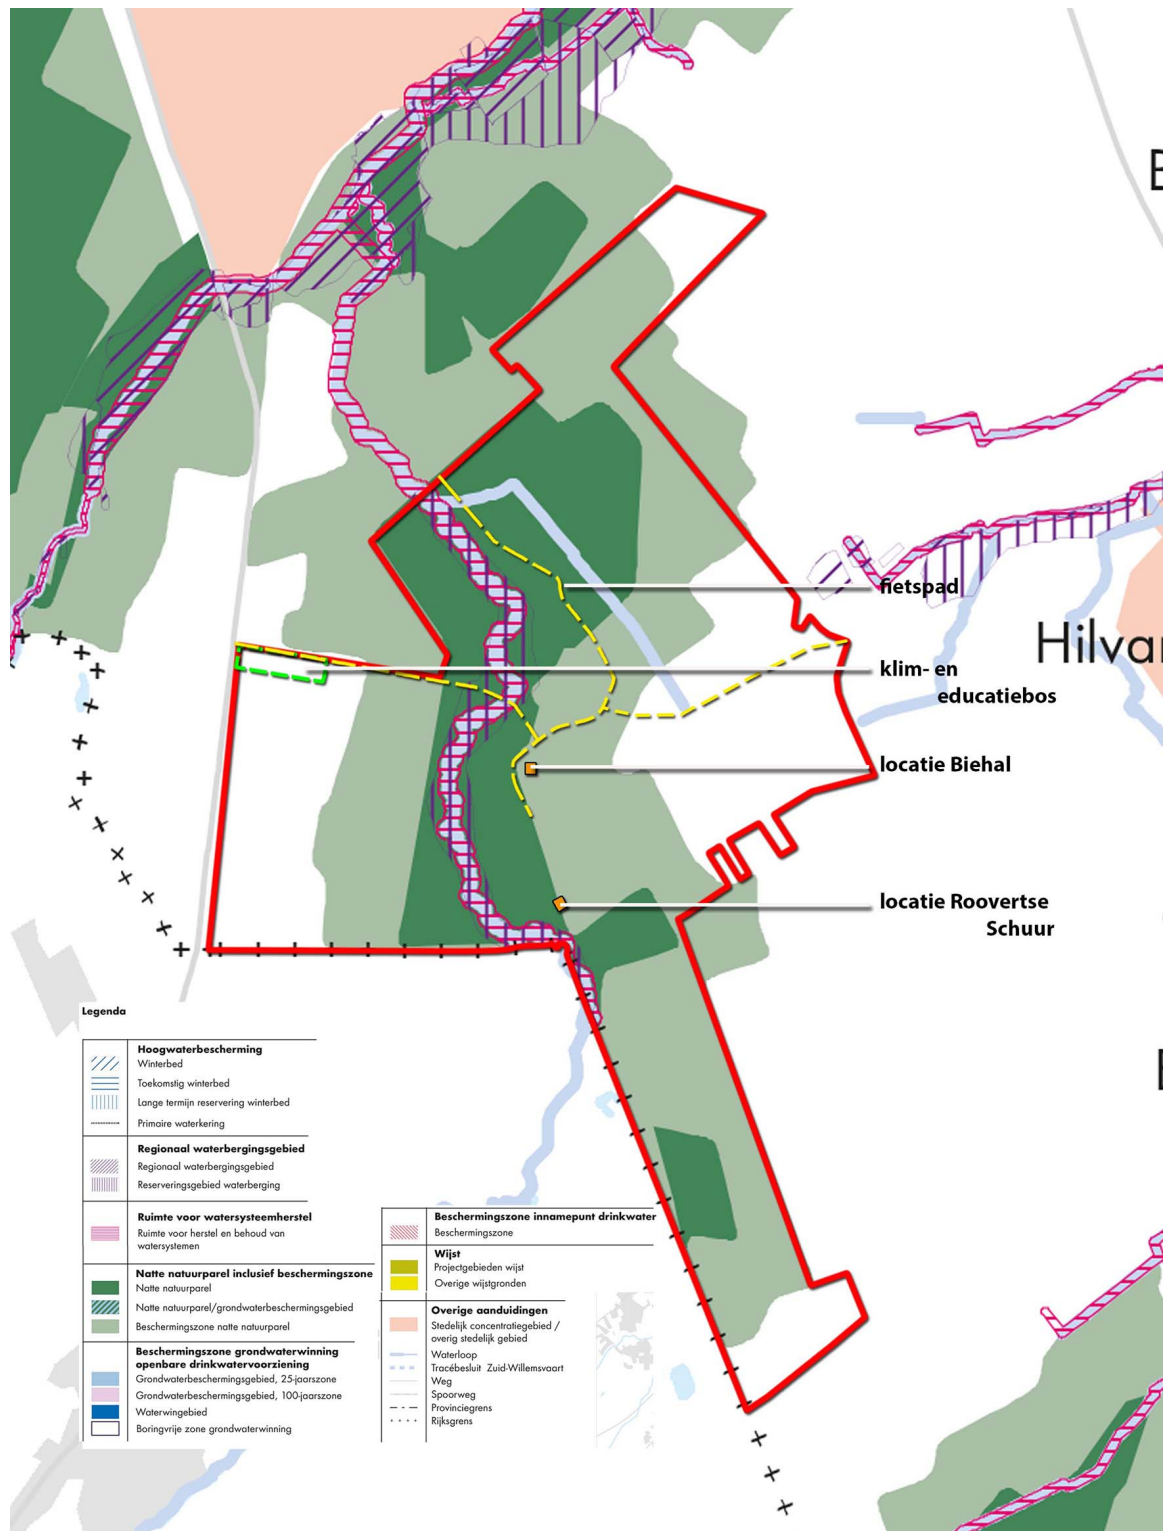 fietspad
Hilvar
klim- en
educatiebos
locatie Biehal
locatie Roovertse
Schuur
Legenda
Hoogwaterbescherming
Winterbed
Toekomstig winterbed
Lange termijn reservering winterbed
Primaire waterkering
Regionaal waterbergingsgebied
Regionaal waterbergingsgebied
Reserveringsgebied waterberging
Ruimte voor watersysteemherstel
Ruimte voor herstel en behoud van
watersystemen
Natte natuurparel inclusief beschermingszone
Natte natuurparel
Natte natuurparel/grondwaterbeschermingsgebied
Beschermingszone natte natuurparel
Beschermingszone grondwaterwinning
openbare drinkwatervoorziening
Grondwaterbeschermingsgebied, 25-jaarszone
Grondwaterbeschermingsgebied, 100-jaarszone
Waterwingebied
Boringvrije zone grondwaterwinning
Beschermingszone innamepunt drinkwater
Beschermingszone
Wijst
Projectgebieden wijst
Overige wijstgronden
Overige aanduidingen
Stedelijk concentratiegebied /
overig stedelijk gebied
Waterloop
Tracébesluit Zuid-Willemsvaart
Weg
Spoorweg
Provinciegrens
Rijksgrens